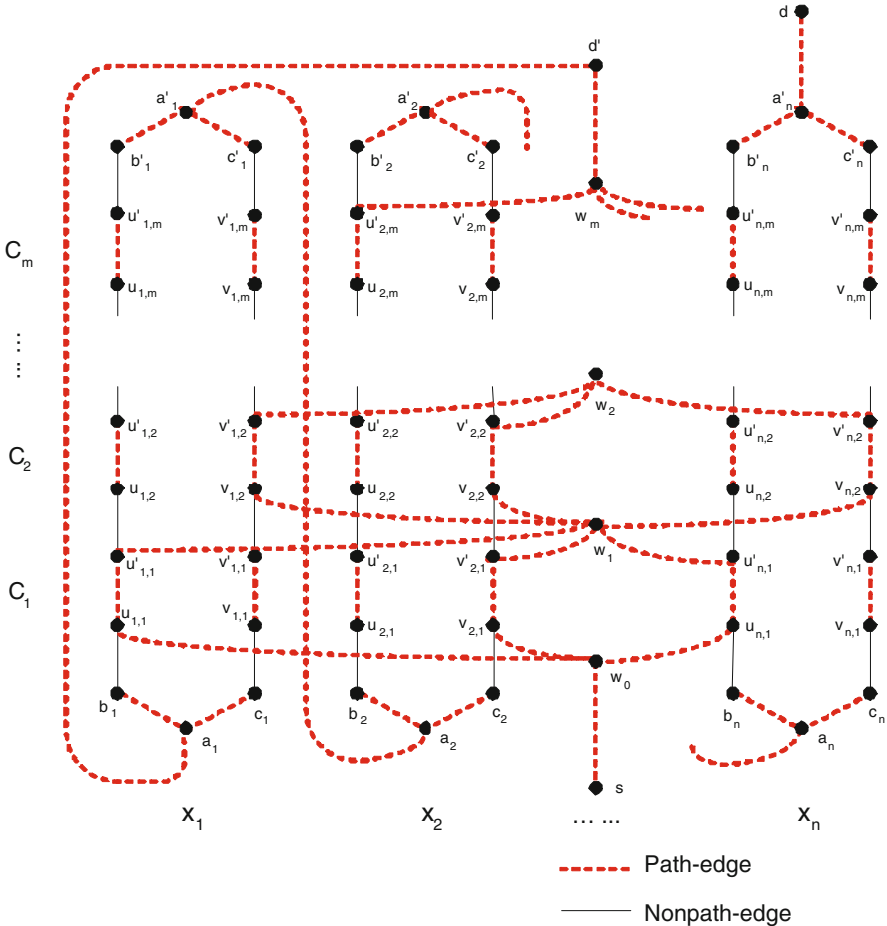 d
d'
a'1 a'2 a'n
b'1 c'1 b'2 c'2 b'n c'n
wm
u'1,m v'1,m u'2,m v'2,m u'n,m v'n,m
Cm
u1,m v1,m u2,m v2,m un,m vn,m
... ...
w2
u'1,2 v'1,2 u'2,2 v'2,2 u'n,2 v'n,2
C2
u1,2 v1,2 u2,2 v2,2 un,2 vn,2
w1
u'1,1 v'1,1 u'2,1 v'2,1 u'n,1 v'n,1
C1
u1,1 v1,1 u2,1 v2,1 un,1 vn,1
w0
b1 c1 b2 c2 bn cn
a1 a2 an
s
x1 x2 ... ... xn
Path-edge
Nonpath-edge